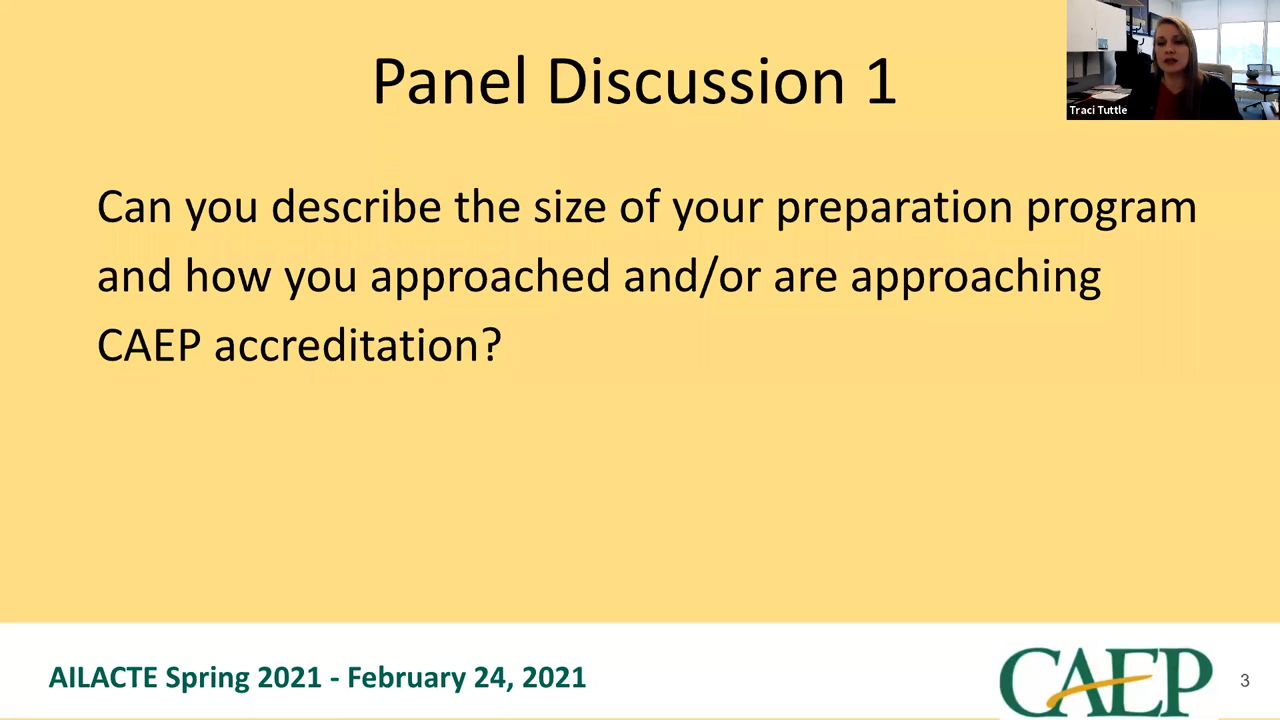 Panel Discussion 1
Traci Tuttle
Can you describe the size of your preparation program
and how you approached and/or are approaching
CAEP accreditation?
AILACTE Spring 2021 - February 24, 2021
CAEP
3